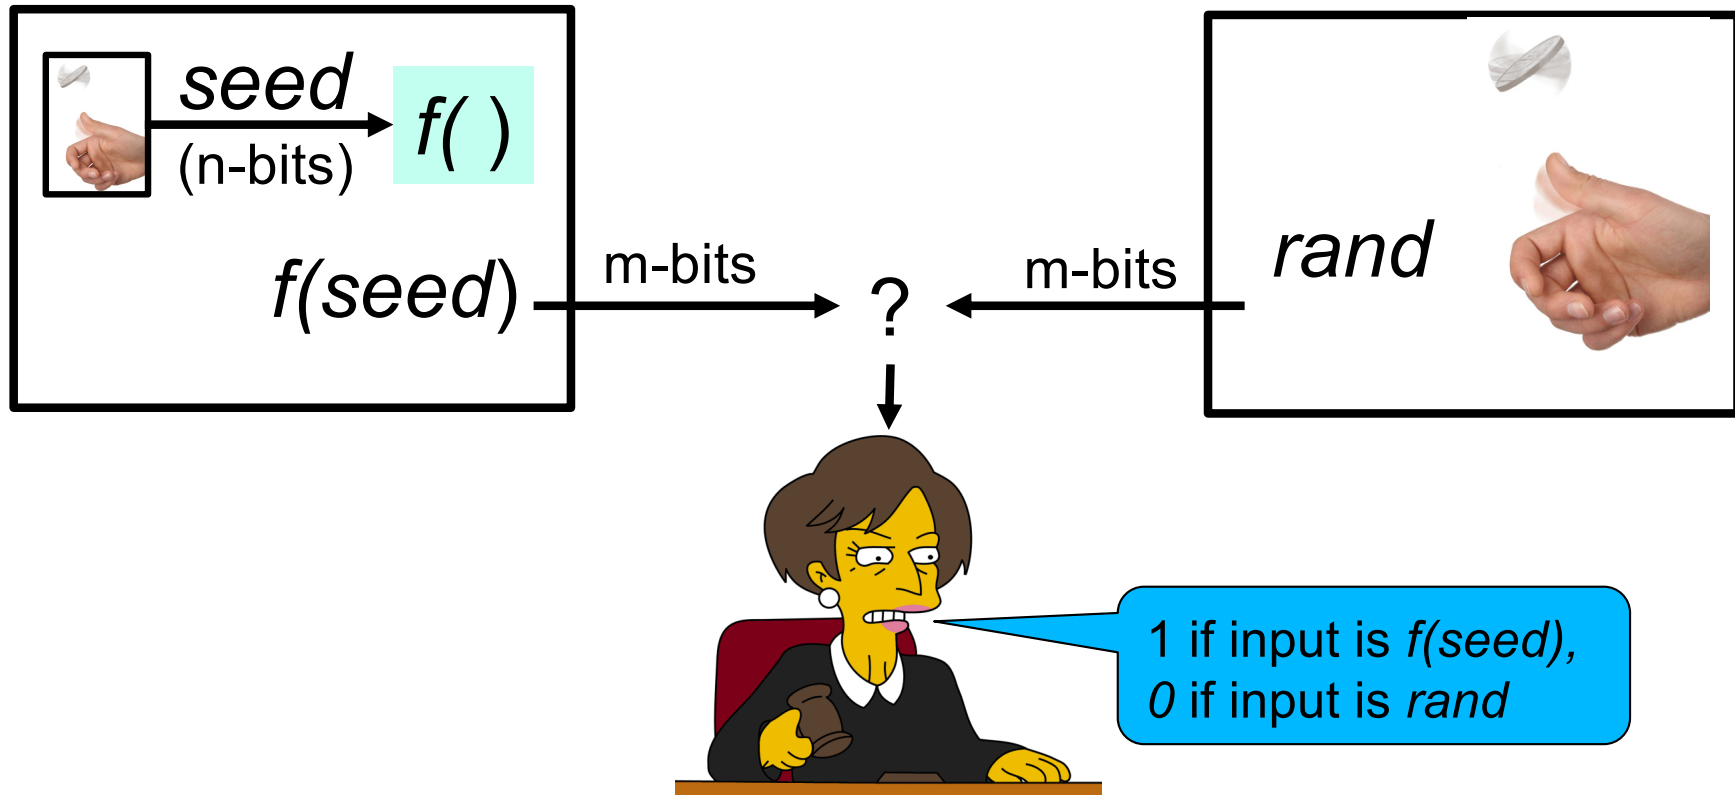 seed
(n-bits)
f( )
f(seed)
m-bits
?
m-bits
rand
1 if input is f(seed),
0 if input is rand